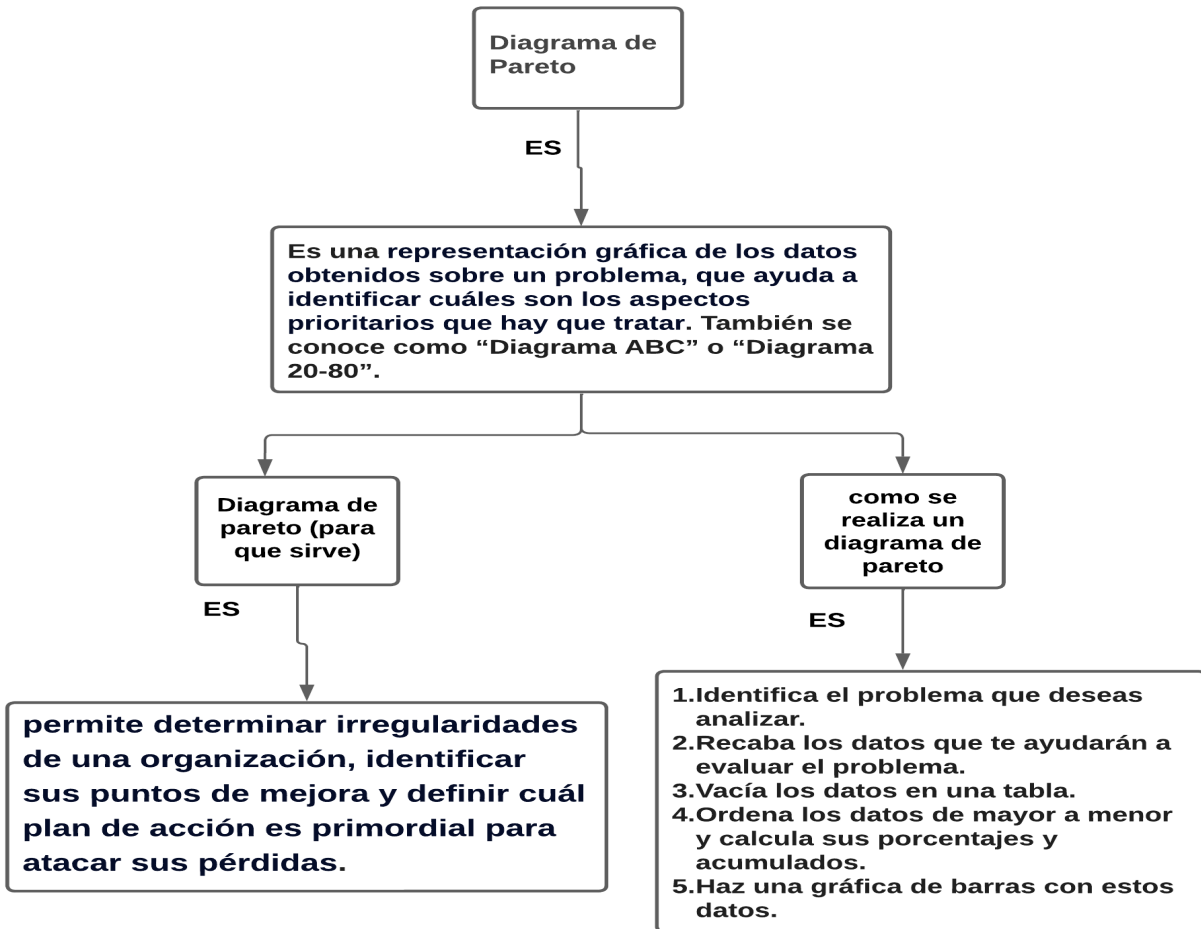 Diagrama de
Pareto
ES
Es una representación gráfica de los datos
obtenidos sobre un problema, que ayuda a
identificar cuáles son los aspectos
prioritarios que hay que tratar. También se
conoce como “Diagrama ABC” o “Diagrama
20-80”.
Diagrama de
pareto (para
que sirve)
ES
permite determinar irregularidades
de una organización, identificar
sus puntos de mejora y definir cuál
plan de acción es primordial para
atacar sus pérdidas.
como se
realiza un
diagrama de
pareto
ES
1.Identifica el problema que deseas
analizar.
2.Recaba los datos que te ayudarán a
evaluar el problema.
3.Vacía los datos en una tabla.
4.Ordena los datos de mayor a menor
y calcula sus porcentajes y
acumulados.
5.Haz una gráfica de barras con estos
datos.